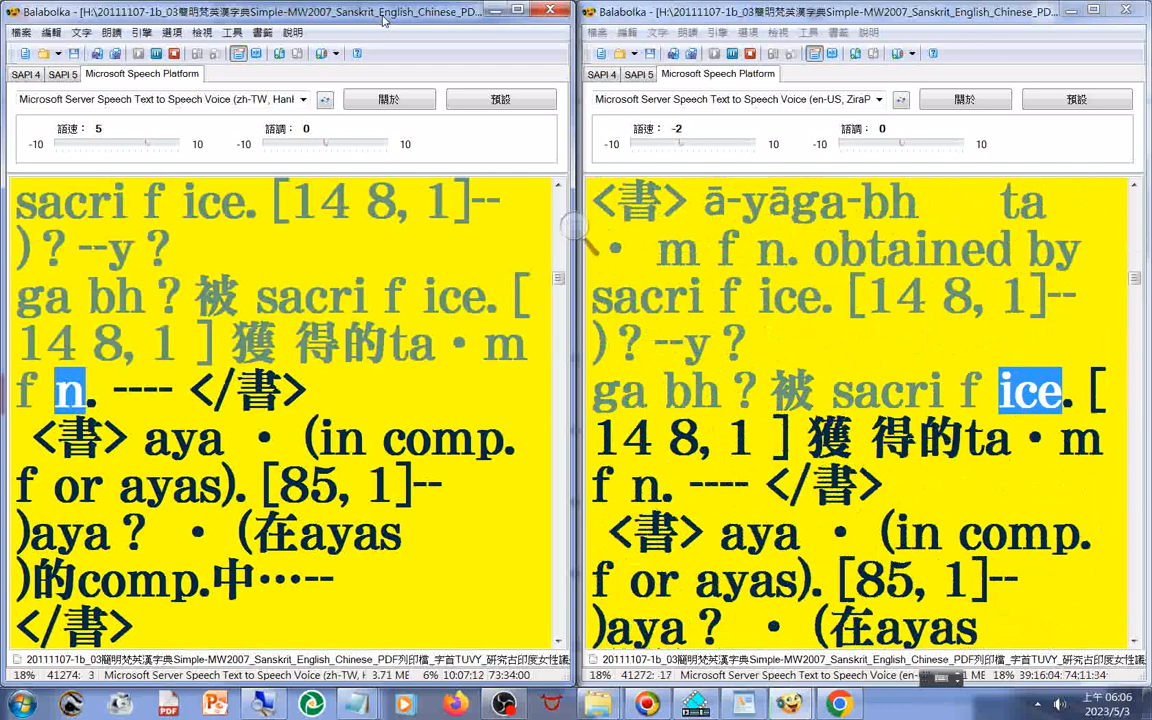 Balabolka - [H:\20111107-1b_03簡明梵英漢字典Simple-MW2007_Sanskrit_English_Chinese_PD...
檔案 編輯 文字 朗讀 引擎 選項 檢視 工具 書籤 說明
SAPI 4 SAPI 5 Microsoft Speech Platform
Microsoft Server Speech Text to Speech Voice (zh-TW, Hanl
關於 預設
語速: 5 語調: 0
-10 10 -10 10
sacri f ice. [14 8, 1]--
)？--y？
ga bh？被 sacri f ice. [
14 8, 1 ] 獲 得的ta・m
f n. ---- </書>
<書> aya ・ (in comp.
f or ayas). [85, 1]--
)aya？ ・ (在ayas
)的comp.中…--
</書>
20111107-1b_03簡明梵英漢字典Simple-MW2007_Sanskrit_English_Chinese_PDF列印檔_字首TUVY_研究古印度女性議
18% 41274: 3 Microsoft Server Speech Text to Speech Voice (zh-TW, 3.71 MB 6% 10:07:12 73:34:00
Balabolka - [H:\20111107-1b_03簡明梵英漢字典Simple-MW2007_Sanskrit_English_Chinese_PD...
檔案 編輯 文字 朗讀 引擎 選項 檢視 工具 書籤 說明
SAPI 4 SAPI 5 Microsoft Speech Platform
Microsoft Server Speech Text to Speech Voice (en-US, ZiraP
關於 預設
語速: -2 語調: 0
-10 10 -10 10
<書> ā-yāga-bh ta
・ m f n. obtained by
sacri f ice. [14 8, 1]--
)？--y？
ga bh？被 sacri f ice. [
14 8, 1 ] 獲 得的ta・m
f n. ---- </書>
<書> aya ・ (in comp.
f or ayas). [85, 1]--
)aya？ ・ (在ayas
20111107-1b_03簡明梵英漢字典Simple-MW2007_Sanskrit_English_Chinese_PDF列印檔_字首TUVY_研究古印度女性議
18% 41272: 17 Microsoft Server Speech Text to Speech Voice (en- 18% 39:16:04 74:11:34
上午 06:06
2023/5/3